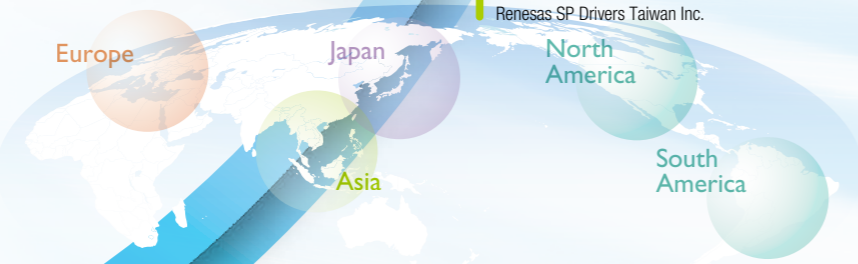 Renesas SP Drivers Taiwan Inc.
Europe
Japan
North
America
Asia
South
America